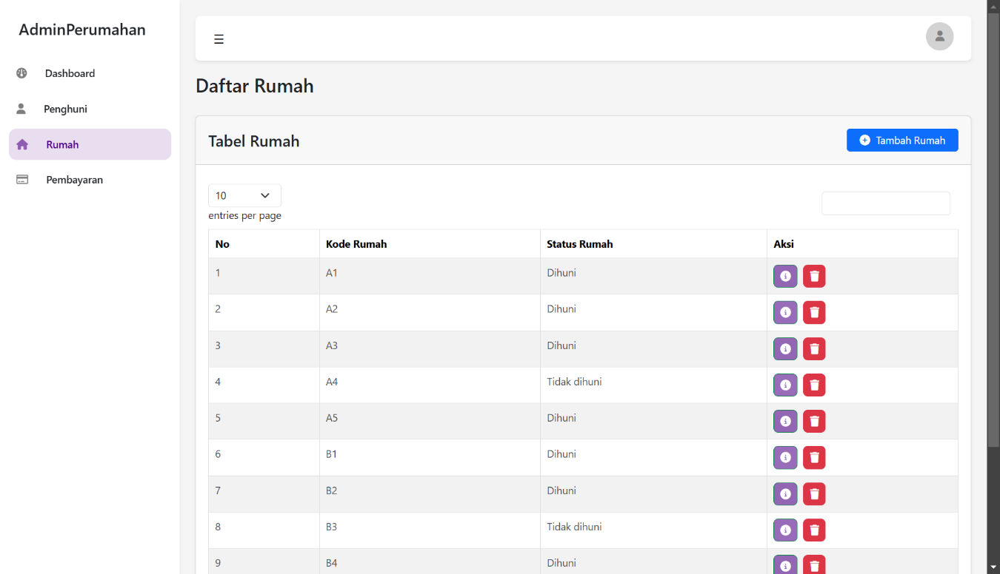 AdminPerumahan
Dashboard
Penghuni
Rumah
Pembayaran
Daftar Rumah
Tabel Rumah
Tambah Rumah
10
entries per page
No Kode Rumah Status Rumah Aksi
1 A1 Dihuni
2 A2 Dihuni
3 A3 Dihuni
4 A4 Tidak dihuni
5 A5 Dihuni
6 B1 Dihuni
7 B2 Dihuni
8 B3 Tidak dihuni
9 B4 Dihuni